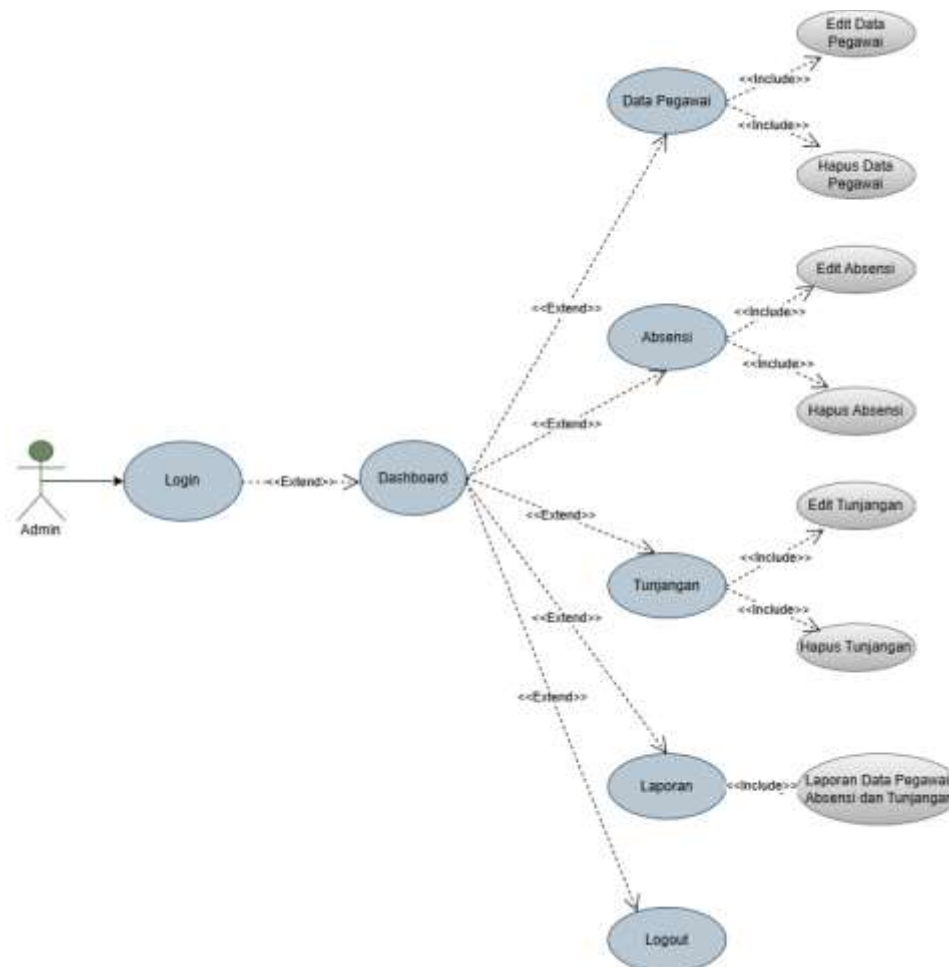 Edit Data
Pegawai
<<Include>>
Data Pegawai
<<Include>>
Hapus Data
Pegawai
Edit Absensi
<<Extend>>
<<Include>>
Absensi
<<Include>>
Hapus Absensi
<<Extend>>
Login
<<Extend>>
Dashboard
Admin
Edit Tunjangan
<<Extend>>
<<Include>>
Tunjangan
<<Include>>
<<Extend>>
Hapus Tunjangan
<<Extend>>
Laporan
<<Include>>
Laporan Data Pegawai
Absensi dan Tunjangan
Logout